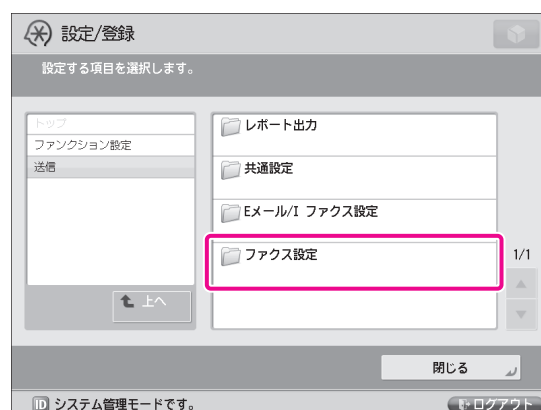 設定/登録
設定する項目を選択します。
トップ
ファンクション設定
送信
上へ
レポート出力
共通設定
Eメール/I ファクス設定
ファクス設定
1/1
閉じる
ID システム管理モードです。
ログアウト